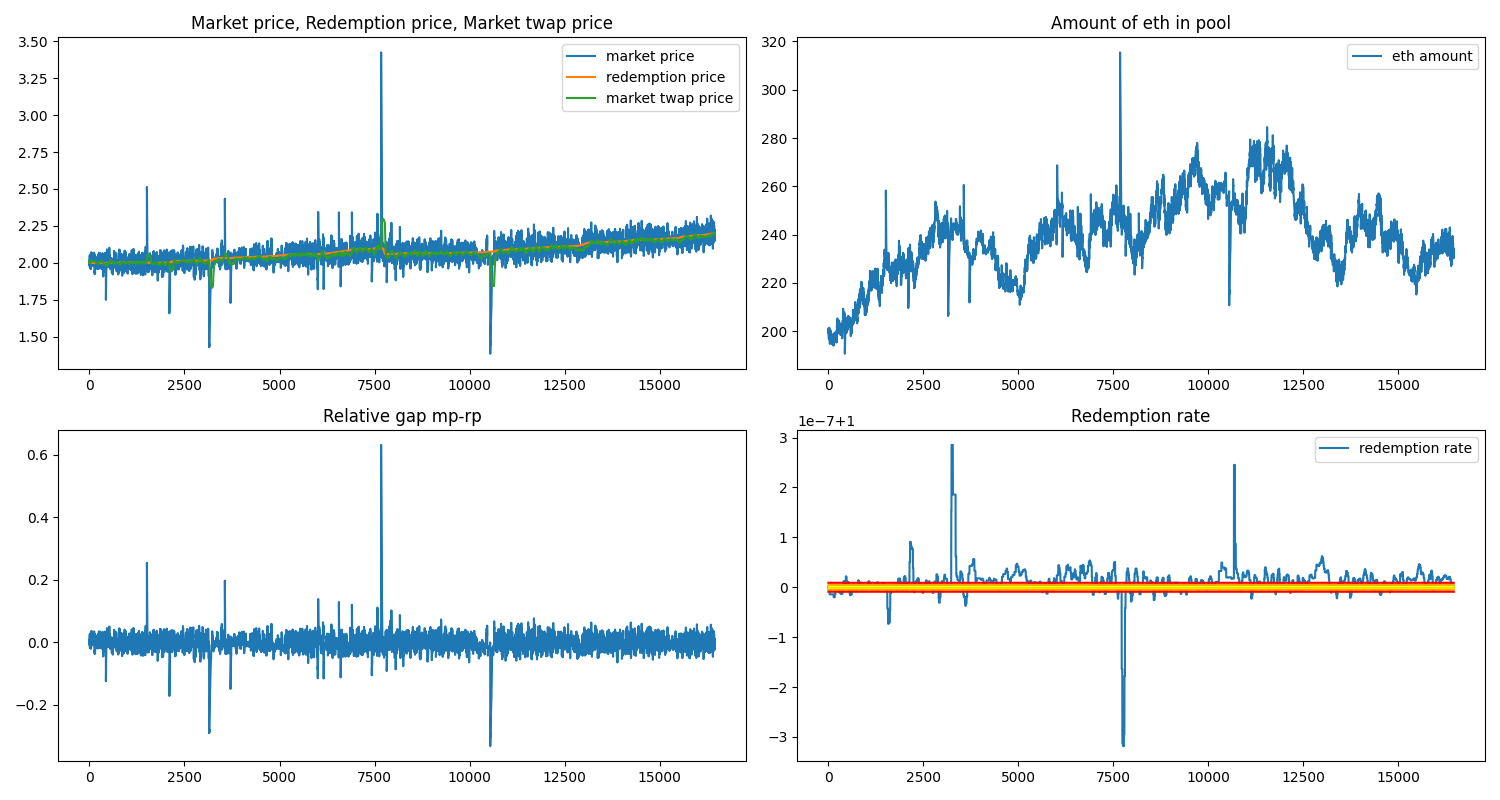 Market price, Redemption price, Market twap price
3.50
3.25
3.00
2.75
2.50
2.25
2.00
1.75
1.50
market price
redemption price
market twap price
0 2500 5000 7500 10000 12500 15000
Amount of eth in pool
320
300
280
260
240
220
200
eth amount
0 2500 5000 7500 10000 12500 15000
Relative gap mp-rp
0.6
0.4
0.2
0.0
−0.2
0 2500 5000 7500 10000 12500 15000
Redemption rate
1e-7+1
3
2
1
0
−1
−2
−3
redemption rate
0 2500 5000 7500 10000 12500 15000